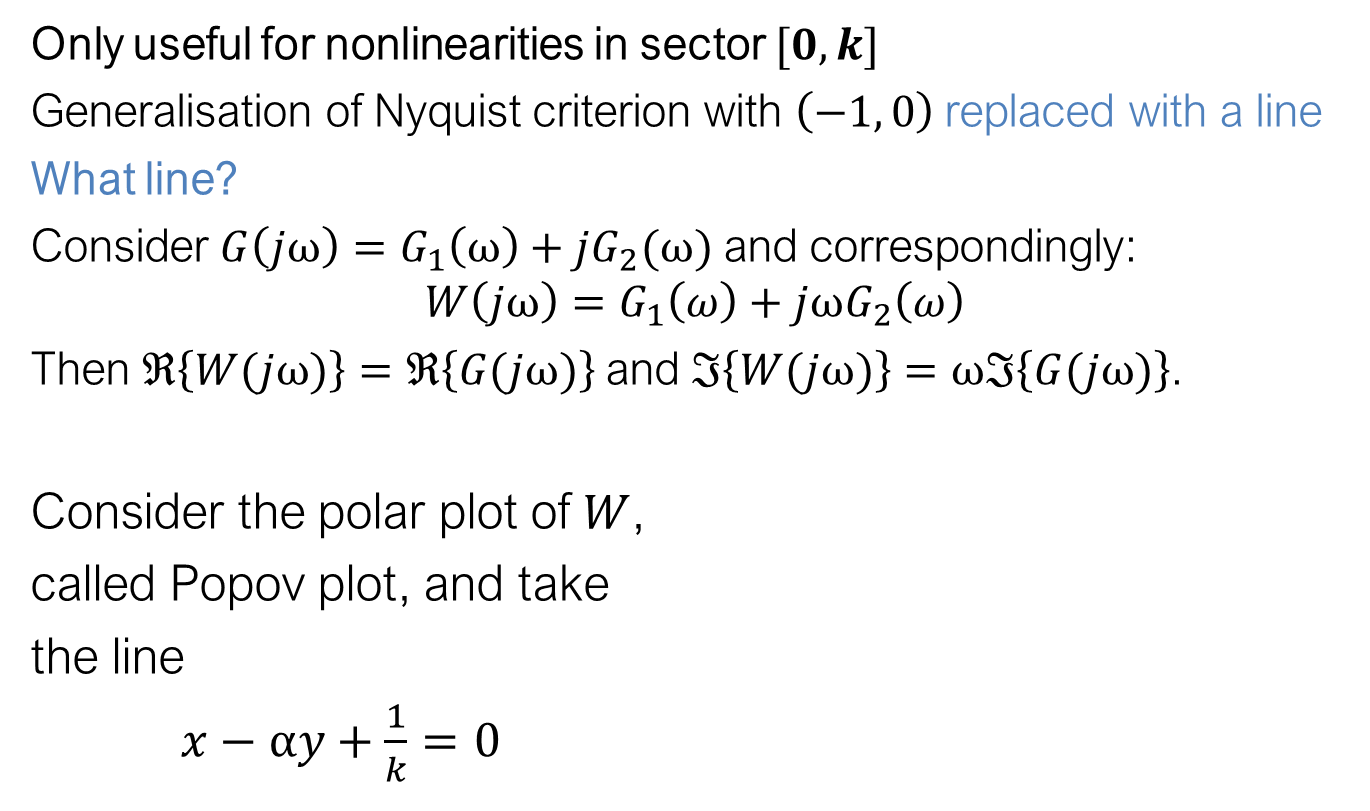 Only useful for nonlinearities in sector [𝟎, 𝒌]
Generalisation of Nyquist criterion with (−1, 0) replaced with a line
What line?
Consider 𝐺(𝑗ω) = 𝐺₁(ω) + 𝑗𝐺₂(ω) and correspondingly:
𝑊(𝑗ω) = 𝐺₁(𝜔) + 𝑗ω𝐺₂(𝜔)
Then ℜ{𝑊(𝑗ω)} = ℜ{𝐺(𝑗ω)} and ℑ{𝑊(𝑗ω)} = ωℑ{𝐺(𝑗ω)}.
Consider the polar plot of 𝑊,
called Popov plot, and take
the line
𝑥 − α𝑦 + 1/𝑘 = 0